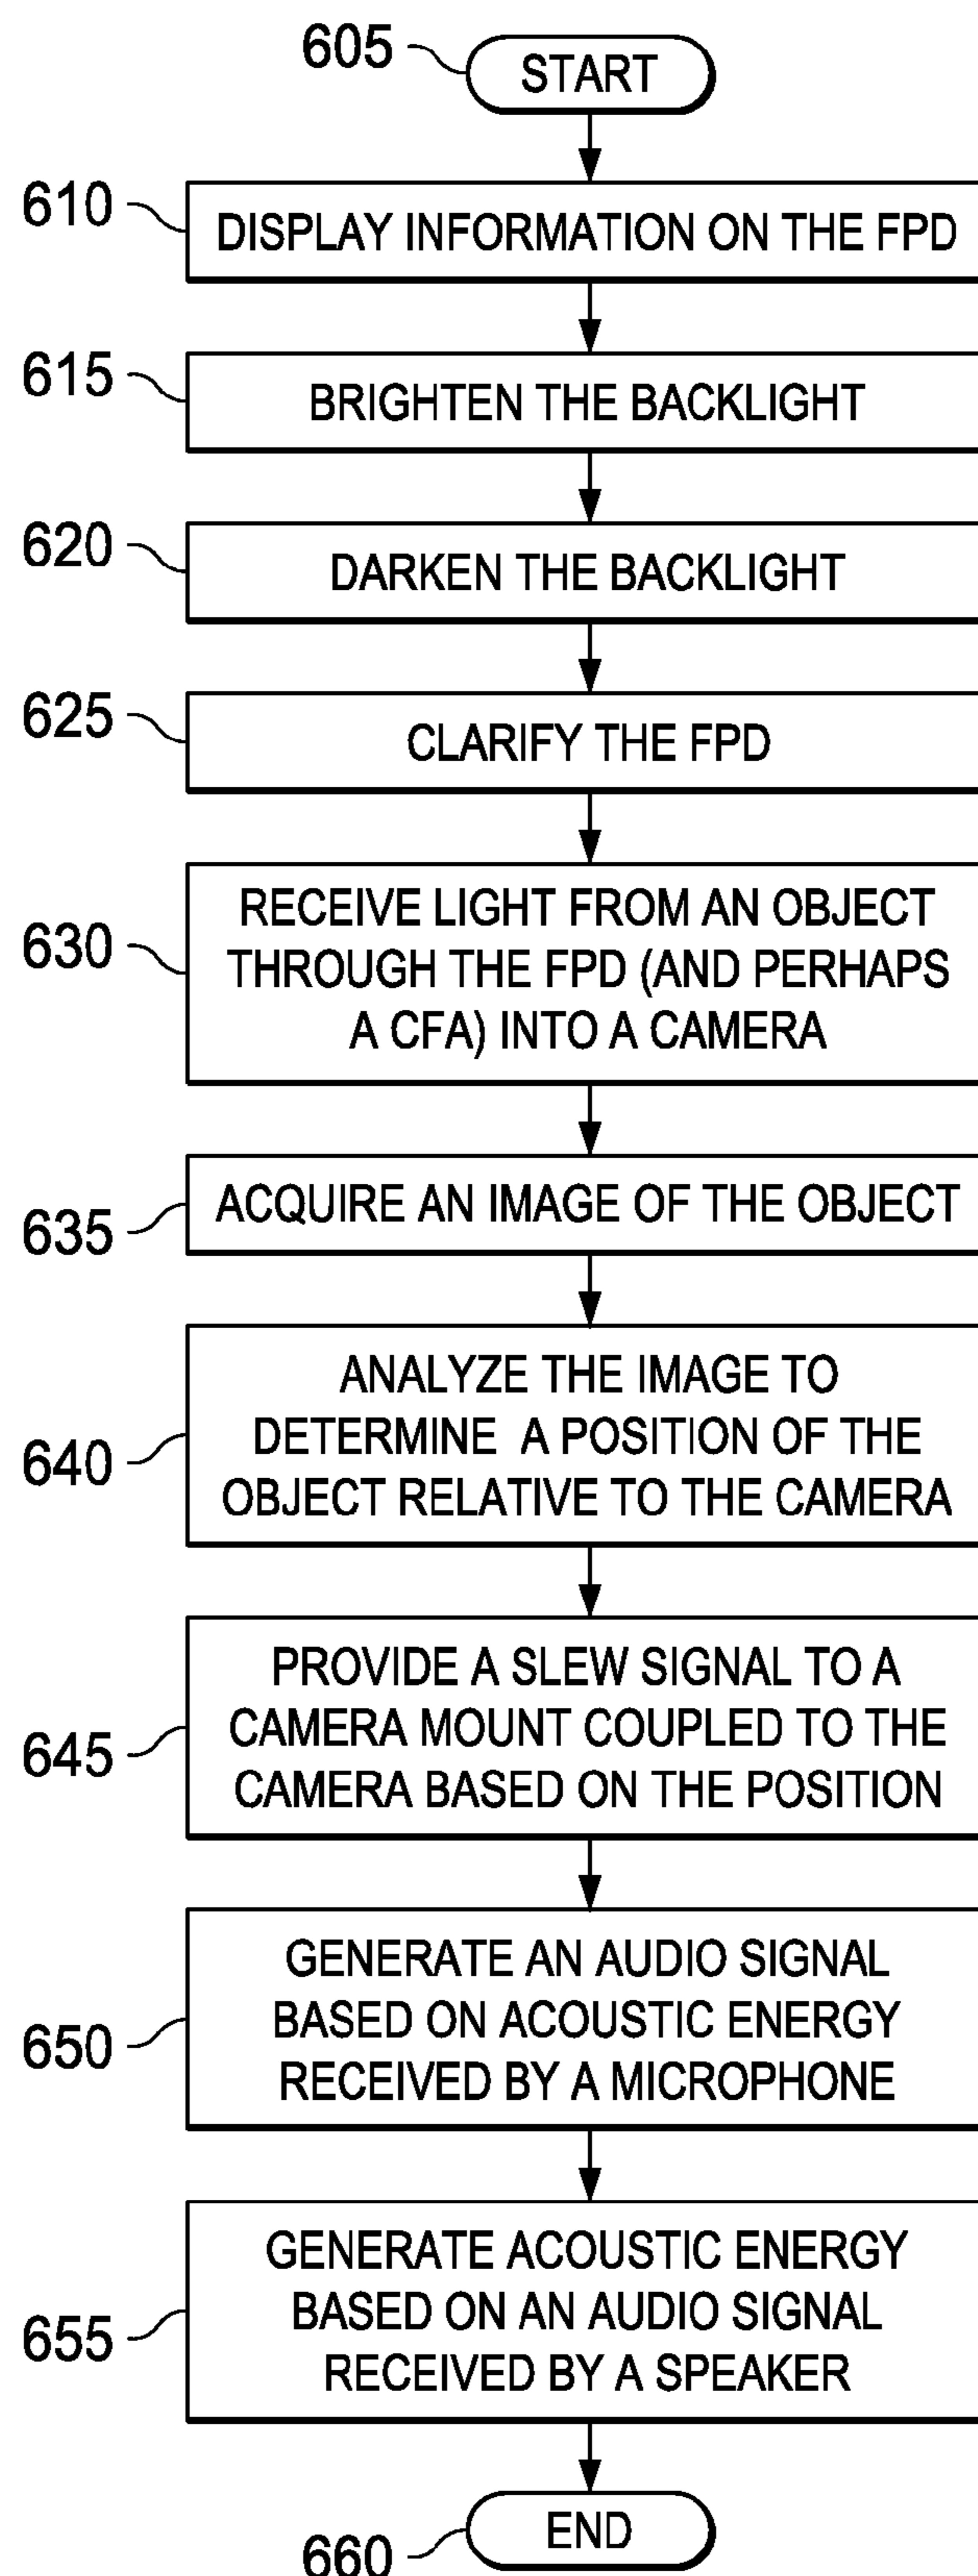 605
START
610
DISPLAY INFORMATION ON THE FPD
615
BRIGHTEN THE BACKLIGHT
620
DARKEN THE BACKLIGHT
625
CLARIFY THE FPD
630
RECEIVE LIGHT FROM AN OBJECT
THROUGH THE FPD (AND PERHAPS
A CFA) INTO A CAMERA
635
ACQUIRE AN IMAGE OF THE OBJECT
640
ANALYZE THE IMAGE TO
DETERMINE A POSITION OF THE
OBJECT RELATIVE TO THE CAMERA
645
PROVIDE A SLEW SIGNAL TO A
CAMERA MOUNT COUPLED TO THE
CAMERA BASED ON THE POSITION
650
GENERATE AN AUDIO SIGNAL
BASED ON ACOUSTIC ENERGY
RECEIVED BY A MICROPHONE
655
GENERATE ACOUSTIC ENERGY
BASED ON AN AUDIO SIGNAL
RECEIVED BY A SPEAKER
660
END